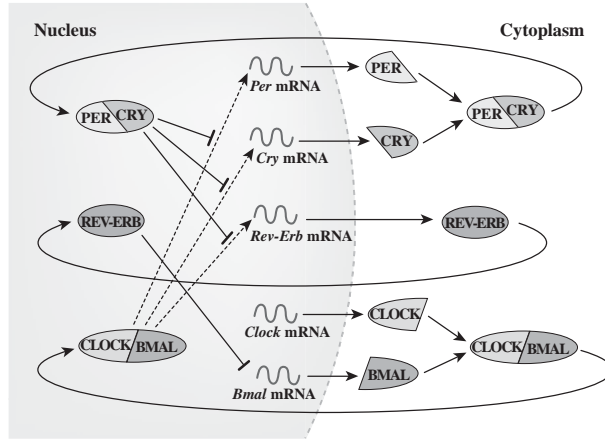 Nucleus
Cytoplasm
Per mRNA
PER
PER CRY
PER CRY
Cry mRNA
CRY
REV-ERB
Rev-Erb mRNA
REV-ERB
Clock mRNA
CLOCK
CLOCK BMAL
CLOCK BMAL
Bmal mRNA
BMAL